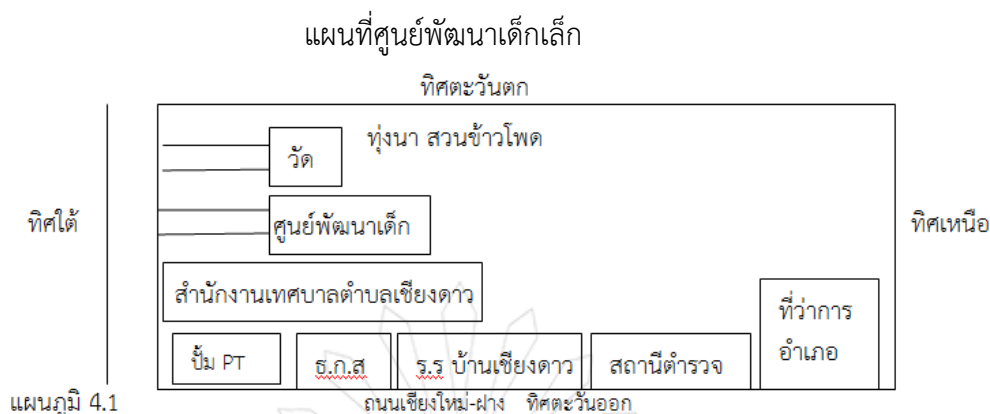 แผนที่ศูนย์พัฒนาเด็กเล็ก
ทิศตะวันตก
ทุ่งนา สวนข้าวโพด
วัด
ทิศใต้
ศูนย์พัฒนาเด็ก
ทิศเหนือ
สำนักงานเทศบาลตำบลเชียงดาว
ที่ว่าการ
อำเภอ
ปั้ม PT
ธ.ก.ส
ร.ร บ้านเชียงดาว
สถานีตำรวจ
แผนภูมิ 4.1
ถนนเชียงใหม่-ฝาง ทิศตะวันออก